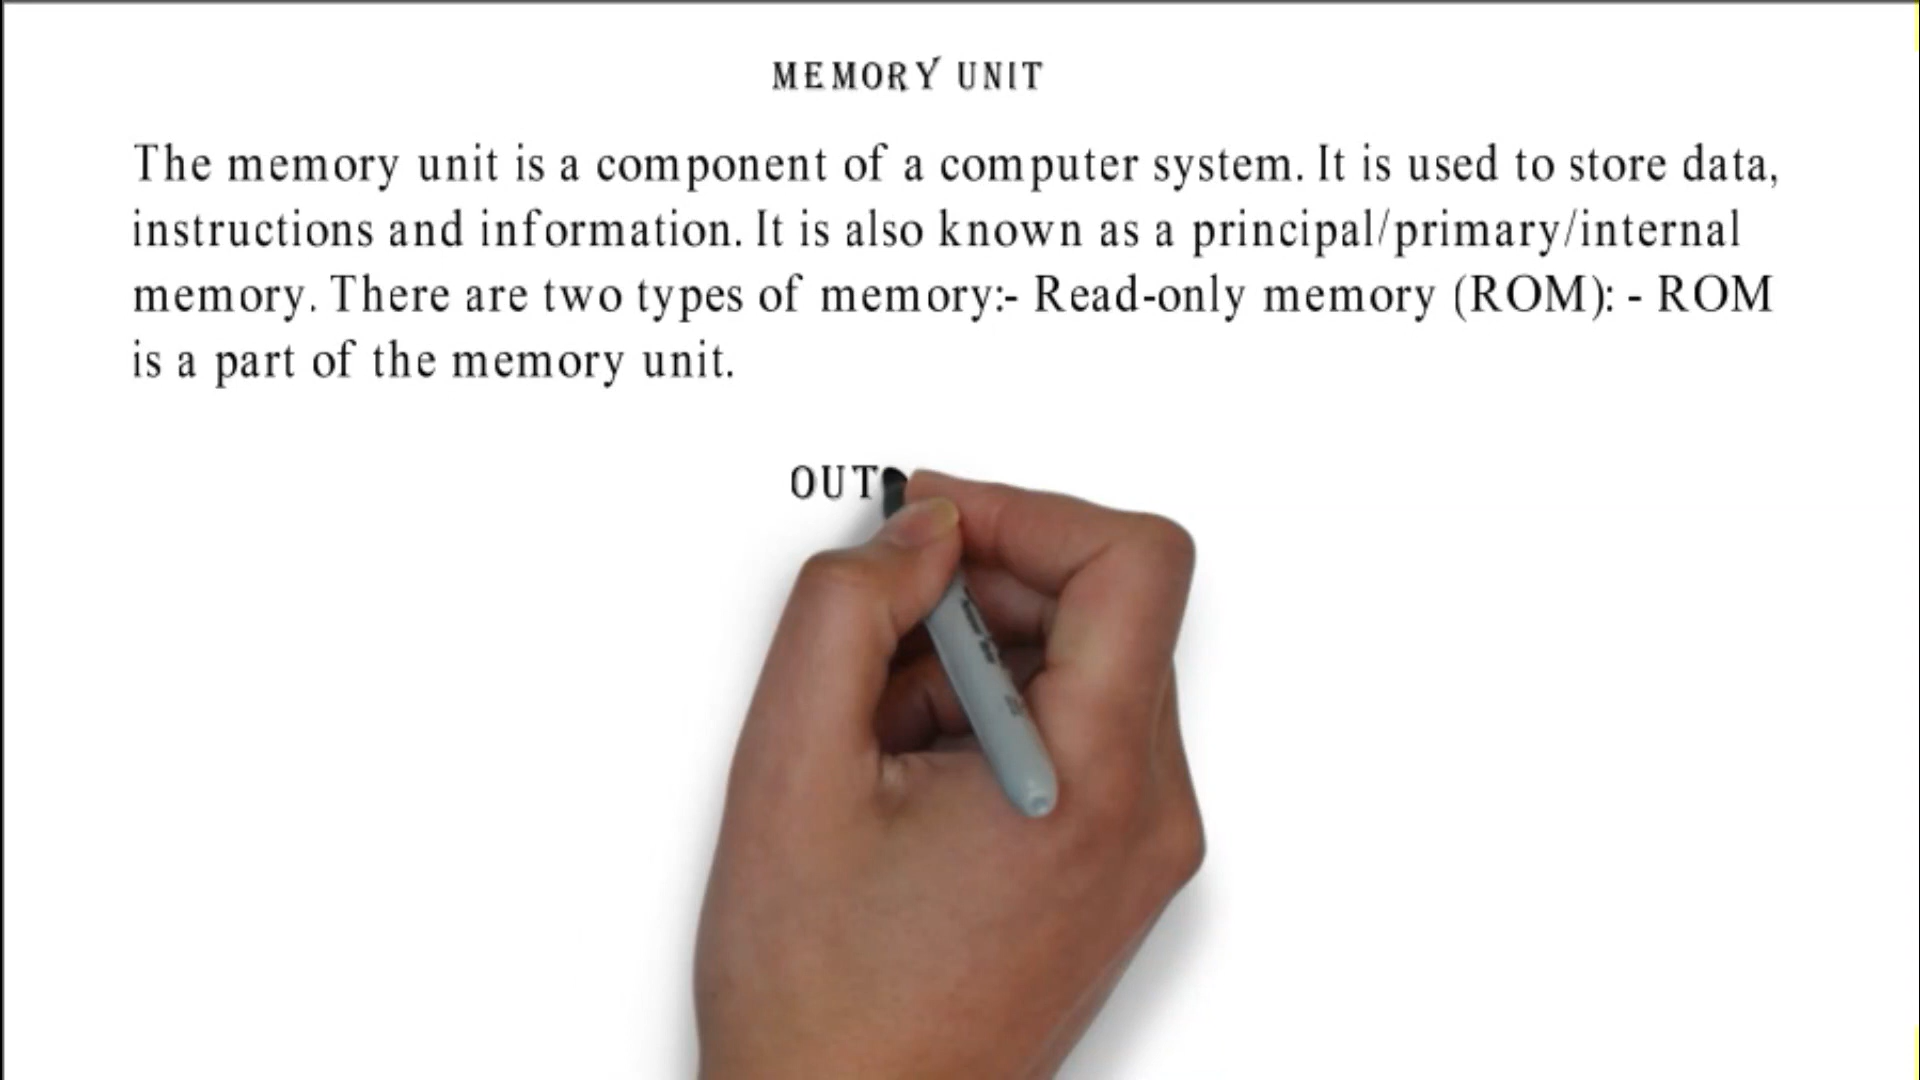 MEMORY UNIT
The memory unit is a component of a computer system. It is used to store data,
instructions and information. It is also known as a principal/primary/internal
memory. There are two types of memory:- Read-only memory (ROM): - ROM
is a part of the memory unit.
OUT